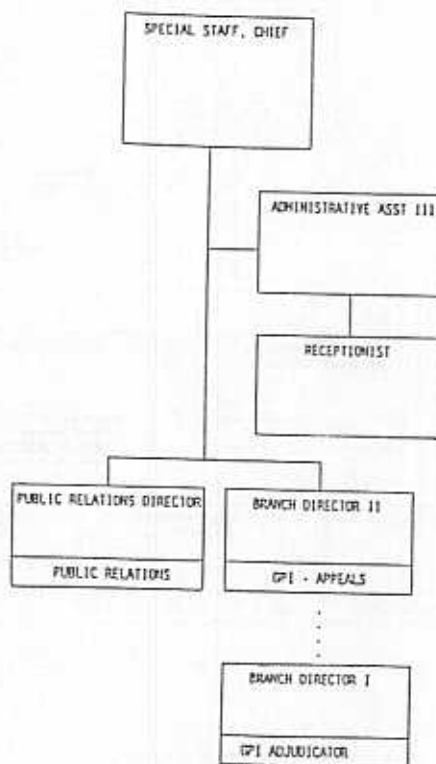 SPECIAL STAFF, CHIEF
ADMINISTRATIVE ASST III
RECEPTIONIST
PUBLIC RELATIONS DIRECTOR
PUBLIC RELATIONS
BRANCH DIRECTOR II
GPI - APPEALS
BRANCH DIRECTOR I
GPI ADJUDICATOR